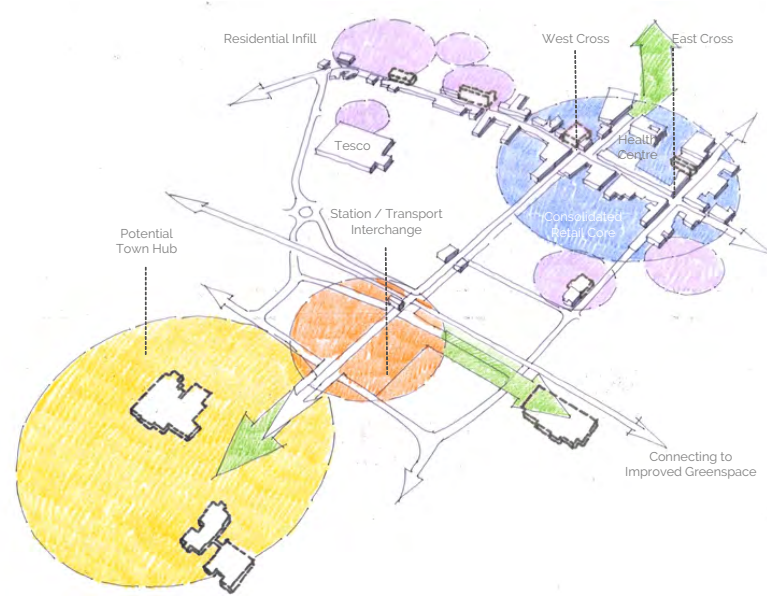 Residential Infill
West Cross
East Cross
Tesco
Health
Centre
Station / Transport
Interchange
Consolidated
Retail Core
Potential
Town Hub
Connecting to
Improved Greenspace